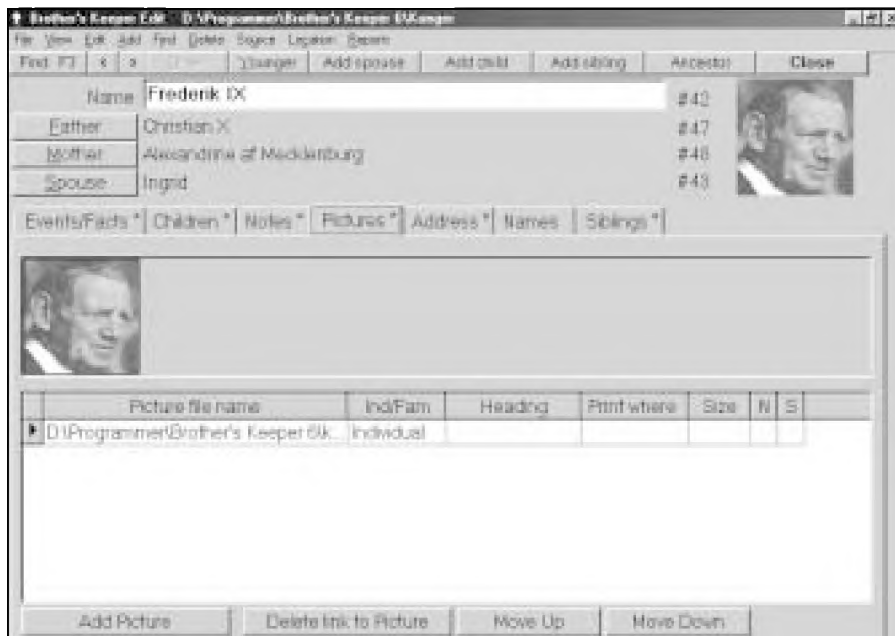 Brother's Keeper Edit - D:\Programmer\Brother's Keeper 6\Konger
File View Edit Add Find Delete Source Location Reports
Find F3 < > Younger Add spouse Add child Add sibling Ancestor Close
Name Frederik IX #42
Father Christian X #47
Mother Alexandrine af Mecklenburg #48
Spouse Ingrid #43
Events/Facts * Children * Notes * Pictures * Address * Names Siblings *
Picture file name Ind/Fam Heading Print where Size N S
D:\Programmer\Brother's Keeper 6\k... Individual
Add Picture Delete link to Picture Move Up Move Down